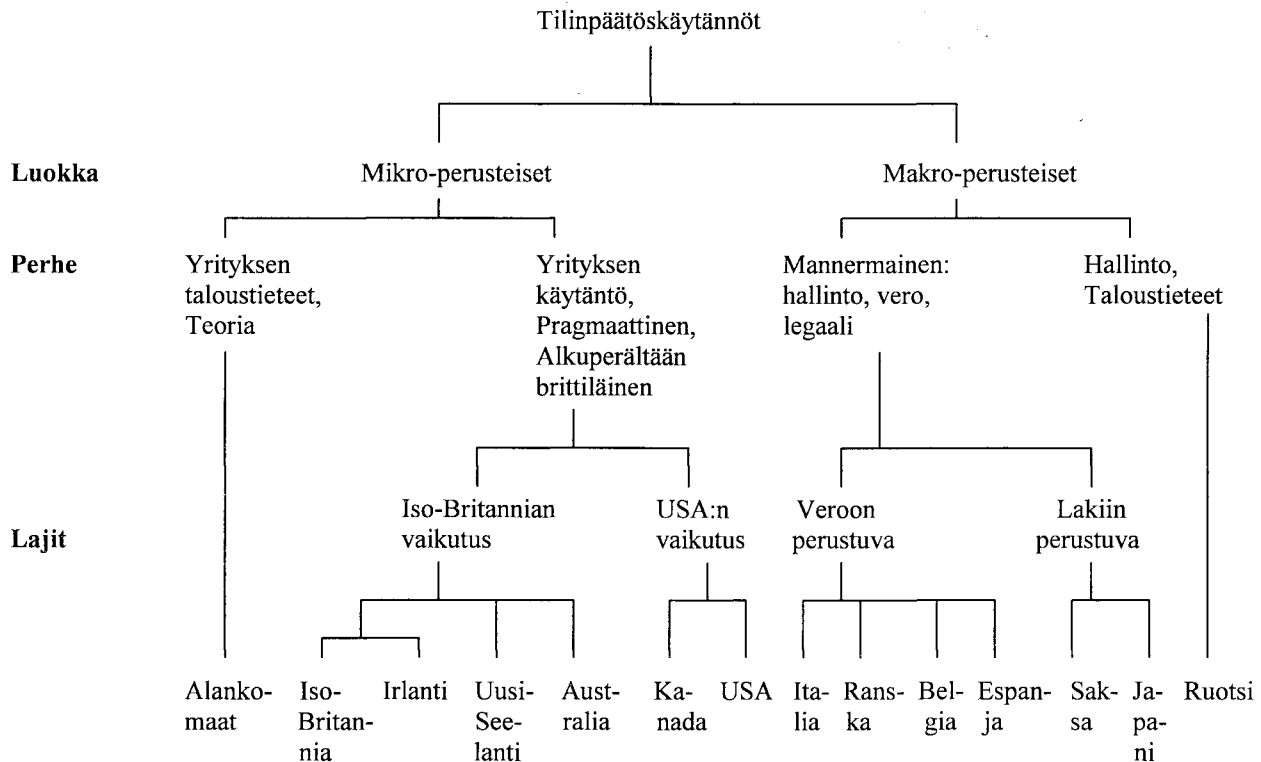 Tilinpäätöskäytännöt
Luokka
Mikro-perusteiset
Makro-perusteiset
Perhe
Yrityksen
taloustieteet,
Teoria
Yrityksen
käytäntö,
Pragmaattinen,
Alkuperältään
brittiläinen
Mannermainen:
hallinto, vero,
legaali
Hallinto,
Taloustieteet
Lajit
Iso-Britannian
vaikutus
USA:n
vaikutus
Veroon
perustuva
Lakiin
perustuva
Alanko-
maat
Iso-
Britan-
nia
Irlanti
Uusi-
See-
lanti
Aust-
ralia
Ka-
nada
USA
Ita-
lia
Rans-
ka
Bel-
gia
Espan-
ja
Sak-
sa
Ja-
pa-
ni
Ruotsi